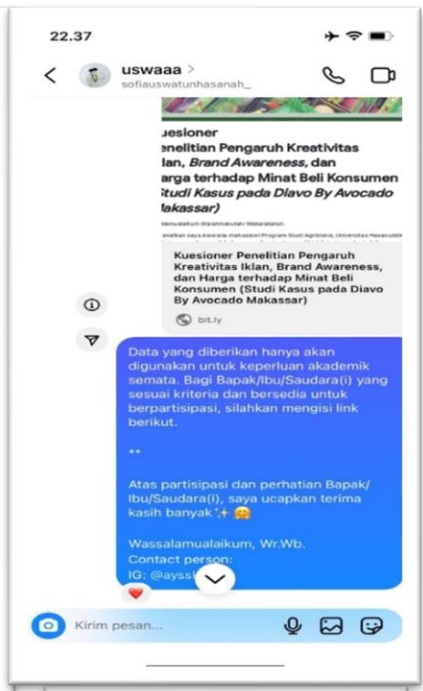 22.37
uswaaa >
sofiauswatunhasanah_
uesioner
enelitian Pengaruh Kreativitas
lan, Brand Awareness, dan
arga terhadap Minat Beli Konsumen
Studi Kasus pada Diavo By Avocado
Makassar)
Kuesioner Penelitian Pengaruh
Kreativitas Iklan, Brand Awareness,
dan Harga terhadap Minat Beli
Konsumen (Studi Kasus pada Diavo
By Avocado Makassar)
bit.ly
Data yang diberikan hanya akan
digunakan untuk keperluan akademik
semata. Bagi Bapak/Ibu/Saudara(i) yang
sesuai kriteria dan bersedia untuk
berpartisipasi, silahkan mengisi link
berikut.
Atas partisipasi dan perhatian Bapak/
Ibu/Saudara(i), saya ucapkan terima
kasih banyak ✨ 🤗
Wassalamualaikum, Wr.Wb.
Contact person:
IG: @ayss
Kirim pesan...